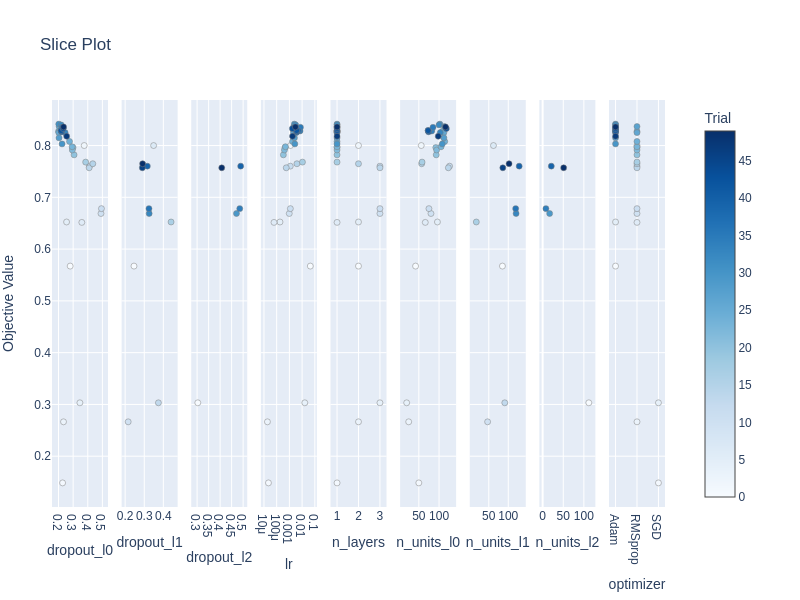 Slice Plot
Trial
Objective Value
0.8
0.7
0.6
0.5
0.4
0.3
0.2
0.2 0.3 0.4 0.5
dropout_l0
0.2 0.3 0.4
dropout_l1
0.3 0.35 0.4 0.45 0.5
dropout_l2
10μ 100μ 0.001 0.01 0.1
lr
1 2 3
n_layers
50 100
n_units_l0
50 100
n_units_l1
0 50 100
n_units_l2
Adam RMSprop SGD
optimizer
45
40
35
30
25
20
15
10
5
0